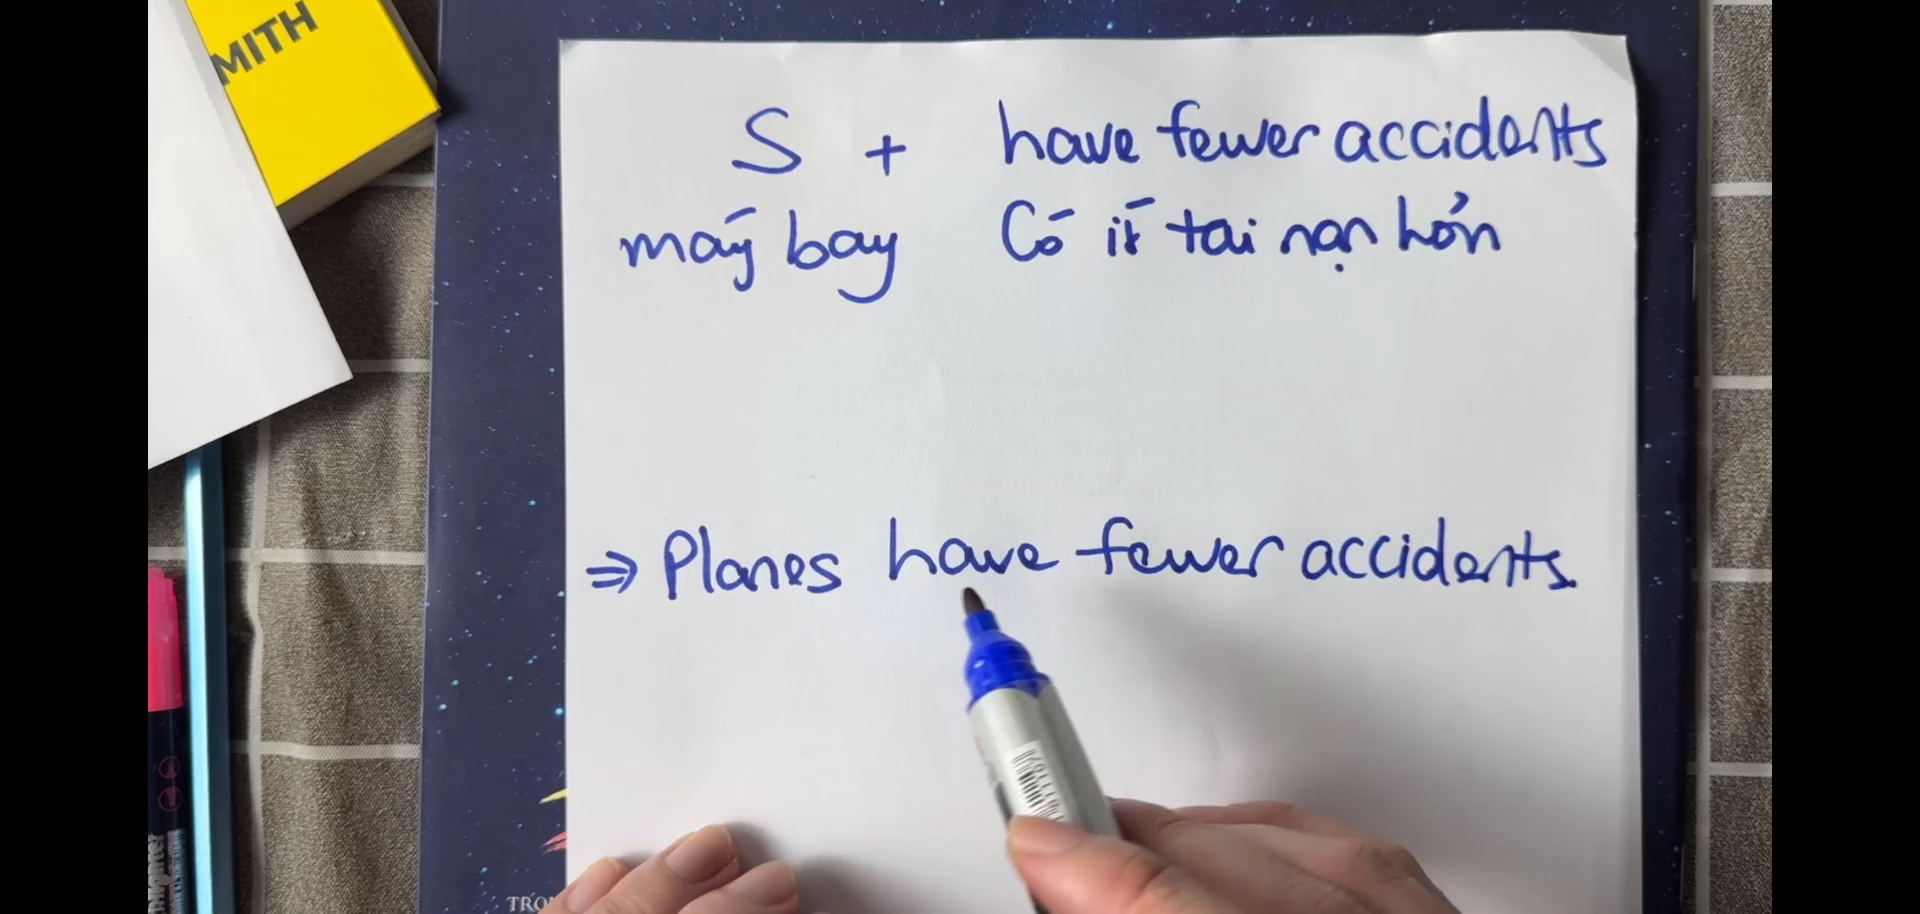 MITH
S + have fewer accidents
máy bay Có ít tai nạn hơn
⇒ Planes have fewer accidents.